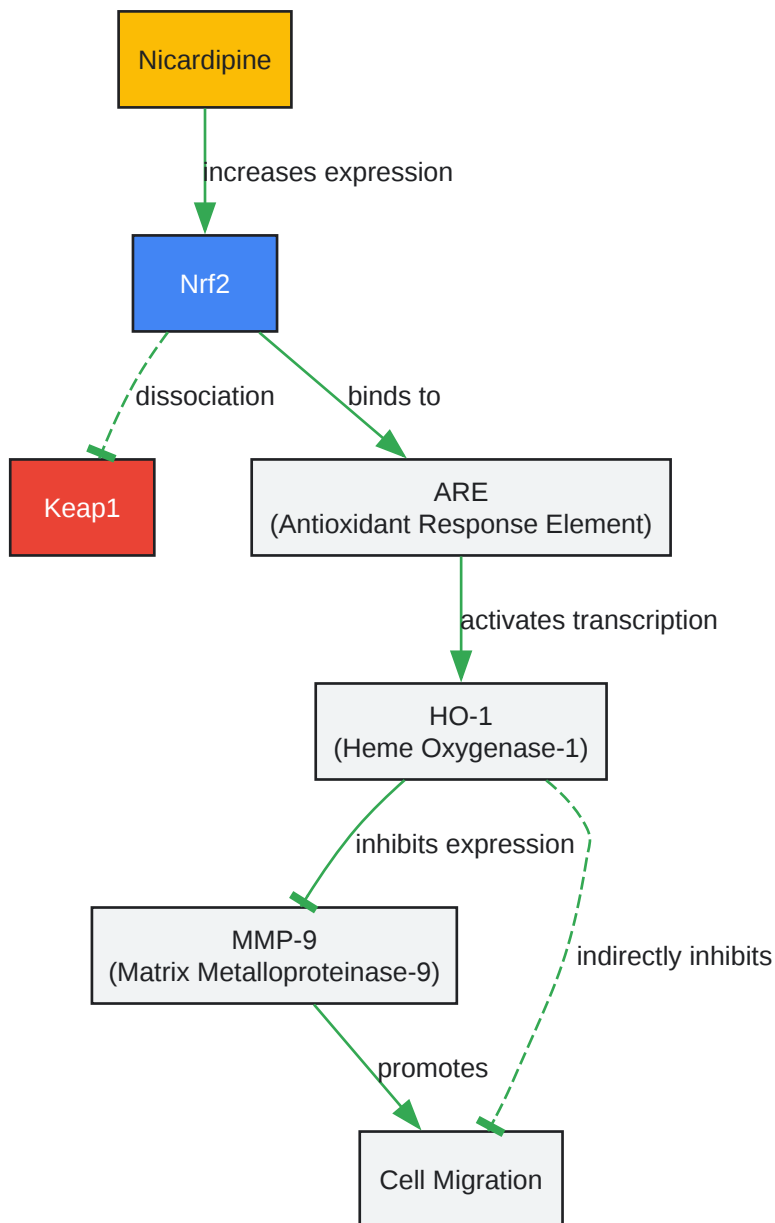 Nicardipine
increases expression
Nrf2
dissociation
binds to
Keap1
ARE
(Antioxidant Response Element)
activates transcription
HO-1
(Heme Oxygenase-1)
inhibits expression
MMP-9
(Matrix Metalloproteinase-9)
indirectly inhibits
promotes
Cell Migration